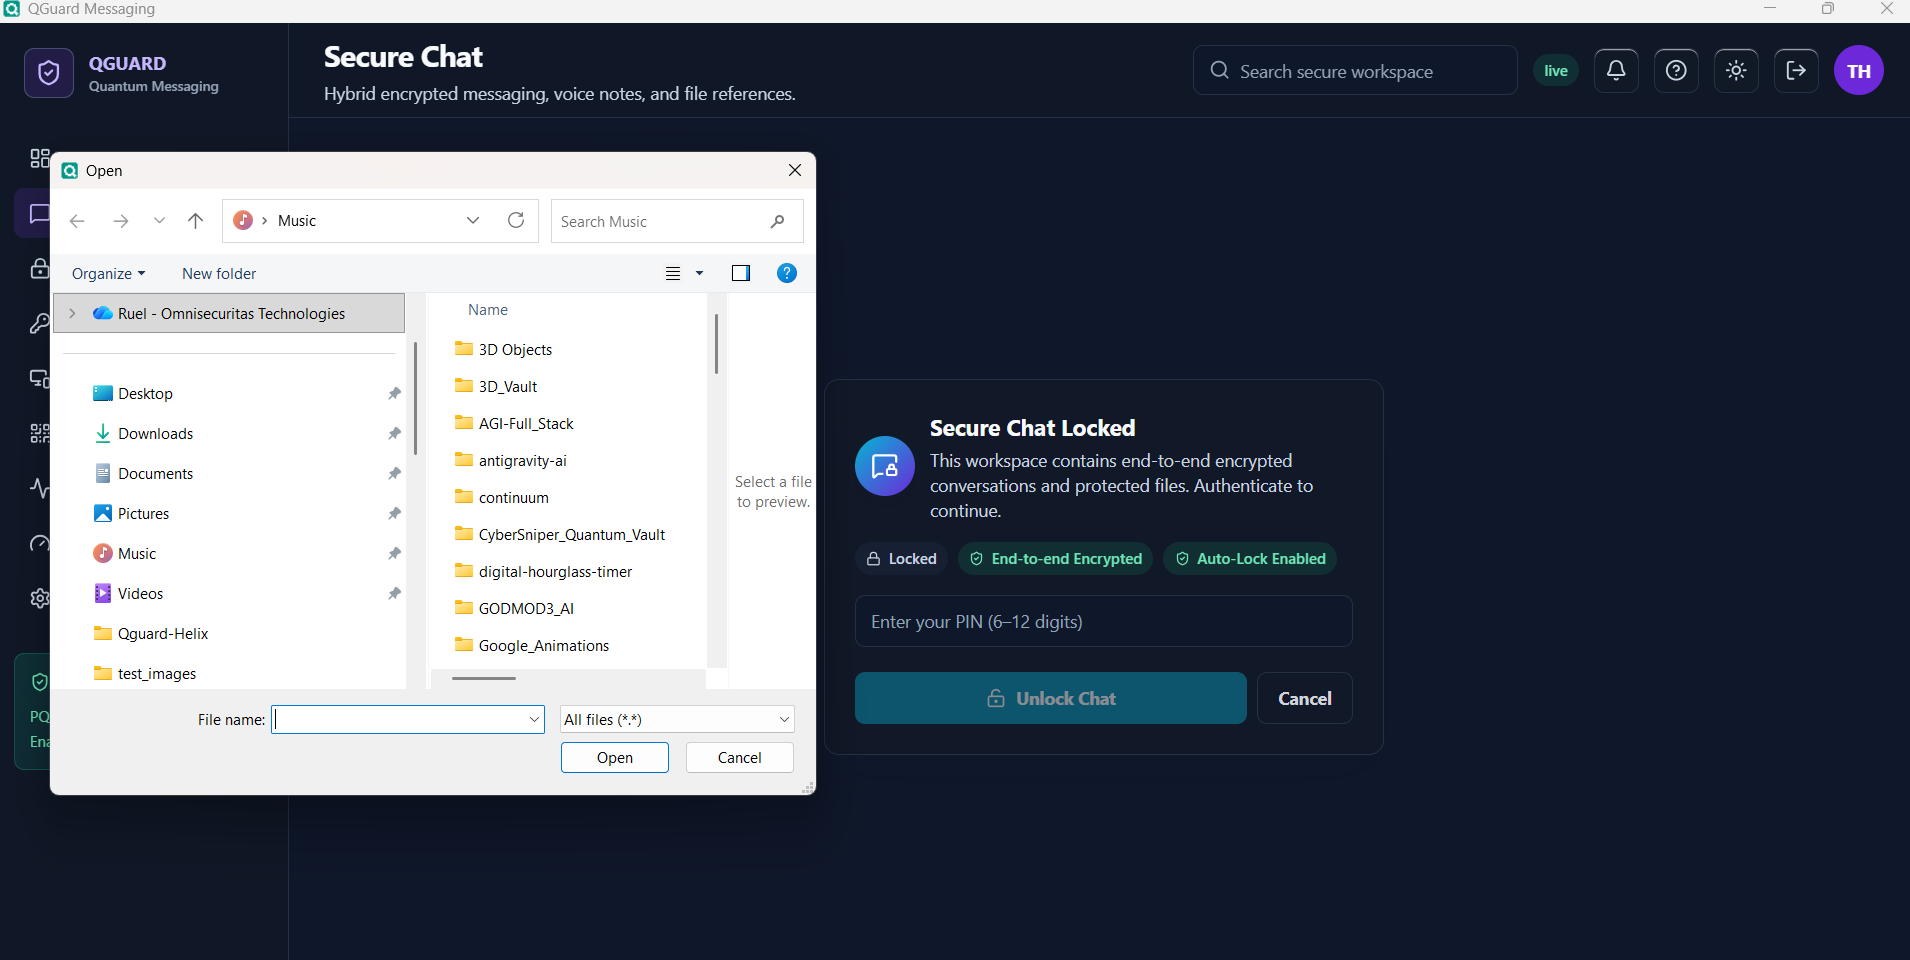 QGuard Messaging
QGUARD
Quantum Messaging
Secure Chat
Hybrid encrypted messaging, voice notes, and file references.
Search secure workspace
live
TH
Open
Music
Search Music
Organize
New folder
Ruel - Omnisecuritas Technologies
Desktop
Downloads
Documents
Pictures
Music
Videos
Qguard-Helix
test_images
Name
3D Objects
3D_Vault
AGI-Full_Stack
antigravity-ai
continuum
CyberSniper_Quantum_Vault
digital-hourglass-timer
GODMOD3_AI
Google_Animations
Select a file
to preview.
File name:
All files (*.*)
Open
Cancel
PQ
Ena
Secure Chat Locked
This workspace contains end-to-end encrypted
conversations and protected files. Authenticate to
continue.
Locked
End-to-end Encrypted
Auto-Lock Enabled
Enter your PIN (6–12 digits)
Unlock Chat
Cancel